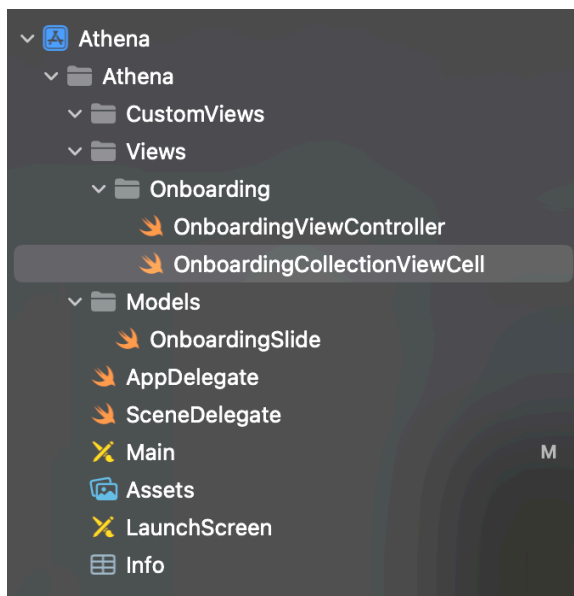 Athena
Athena
CustomViews
Views
Onboarding
OnboardingViewController
OnboardingCollectionViewCell
Models
OnboardingSlide
AppDelegate
SceneDelegate
Main M
Assets
LaunchScreen
Info